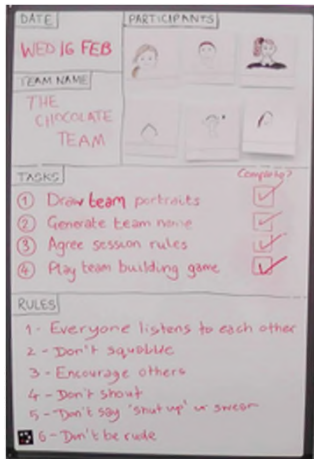 DATE
WED 16 FEB
PARTICIPANTS
TEAM NAME
THE
CHOCOLATE
TEAM
TASKS
Complete?
1 Draw team portraits
2 Generate team name
3 Agree session rules
4 Play team building game
RULES
1 - Everyone listens to each other
2 - Don't squabble
3 - Encourage others
4 - Don't shout
5 - Don't say 'shut up' or swear
6 - Don't be rude